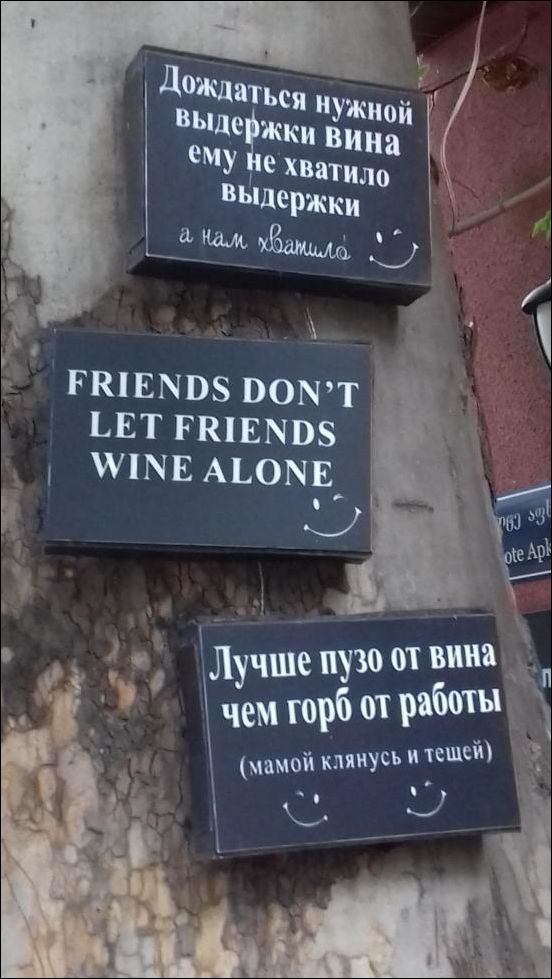 Дождаться нужной
выдержки вина
ему не хватило
выдержки
а нам хватило
FRIENDS DON'T
LET FRIENDS
WINE ALONE
Лучше пузо от вина
чем горб от работы
(мамой клянусь и тещей)